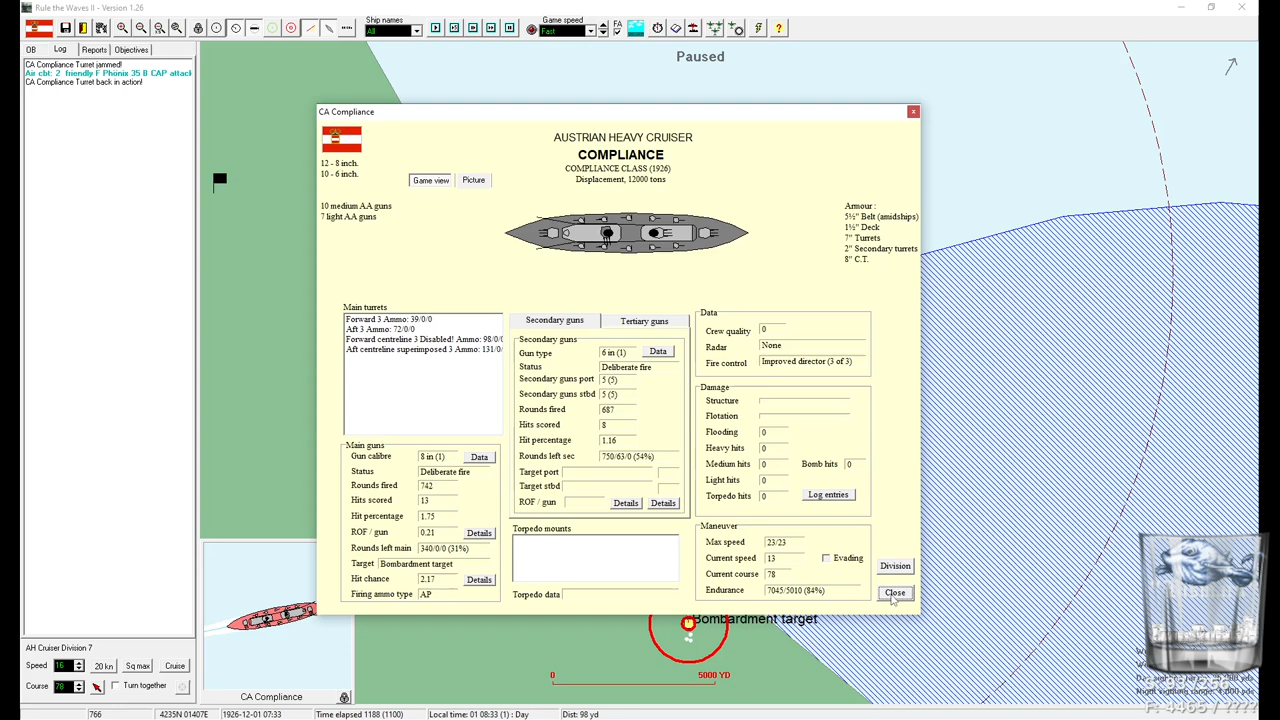 Rule the Waves II - Version 1.26
Ship names
All
Game speed
Fast
FA
OB
Log
Reports
Objectives
CA Compliance Turret jammed!
Air cbt: 2 friendly F Phönix 35 B CAP attack
CA Compliance Turret back in action!
Paused
CA Compliance
AUSTRIAN HEAVY CRUISER
COMPLIANCE
COMPLIANCE CLASS (1926)
Displacement, 12000 tons
12 - 8 inch.
10 - 6 inch.
Game view
Picture
10 medium AA guns
7 light AA guns
Armour :
5½" Belt (amidships)
1½" Deck
7" Turrets
2" Secondary turrets
8" C.T.
Main turrets
Forward 3 Ammo: 39/0/0
Aft 3 Ammo: 72/0/0
Forward centreline 3 Disabled! Ammo: 98/0/
Aft centreline superimposed 3 Ammo: 131/0/
Main guns
Gun calibre 8 in (1) Data
Status Deliberate fire
Rounds fired 742
Hits scored 13
Hit percentage 1.75
ROF / gun 0.21 Details
Rounds left main 340/0/0 (31%)
Target Bombardment target
Hit chance 2.17 Details
Firing ammo type AP
Secondary guns
Tertiary guns
Secondary guns
Gun type 6 in (1) Data
Status Deliberate fire
Secondary guns port 5 (5)
Secondary guns stbd 5 (5)
Rounds fired 687
Hits scored 8
Hit percentage 1.16
Rounds left sec 750/63/0 (54%)
Target port
Target stbd
ROF / gun Details Details
Torpedo mounts
Torpedo data
Data
Crew quality 0
Radar None
Fire control Improved director (3 of 3)
Damage
Structure
Flotation
Flooding 0
Heavy hits 0
Medium hits 0 Bomb hits 0
Light hits 0
Torpedo hits 0 Log entries
Maneuver
Max speed 23/23
Current speed 13 Evading
Current course 78
Endurance 7045/5010 (84%)
Division
Close
Bombardment target
0 5000 YD
AH Cruiser Division 7
Speed 16 20 kn Sq max Cruise
Course 78 Turn together
CA Compliance
F: 4465 / ????
766
4235N 01407E
1926-12-01 07:33
Time elapsed 1188 (1100)
Local time: 01 08:33 (1) : Day
Dist: 98 yd